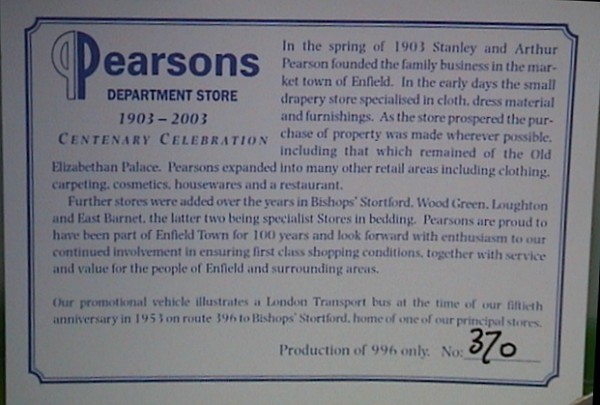 Pearsons
DEPARTMENT STORE
1903 – 2003
CENTENARY CELEBRATION
In the spring of 1903 Stanley and Arthur
Pearson founded the family business in the mar-
ket town of Enfield. In the early days the small
drapery store specialised in cloth, dress material
and furnishings. As the store prospered the pur-
chase of property was made wherever possible,
including that which remained of the Old
Elizabethan Palace. Pearsons expanded into many other retail areas including clothing,
carpeting, cosmetics, housewares and a restaurant.
Further stores were added over the years in Bishops' Stortford, Wood Green, Loughton
and East Barnet, the latter two being specialist Stores in bedding. Pearsons are proud to
have been part of Enfield Town for 100 years and look forward with enthusiasm to our
continued involvement in ensuring first class shopping conditions, together with service
and value for the people of Enfield and surrounding areas.
Our promotional vehicle illustrates a London Transport bus at the time of our fiftieth
anniversary in 1953 on route 396 to Bishops' Stortford, home of one of our principal stores.
Production of 996 only. No: 370